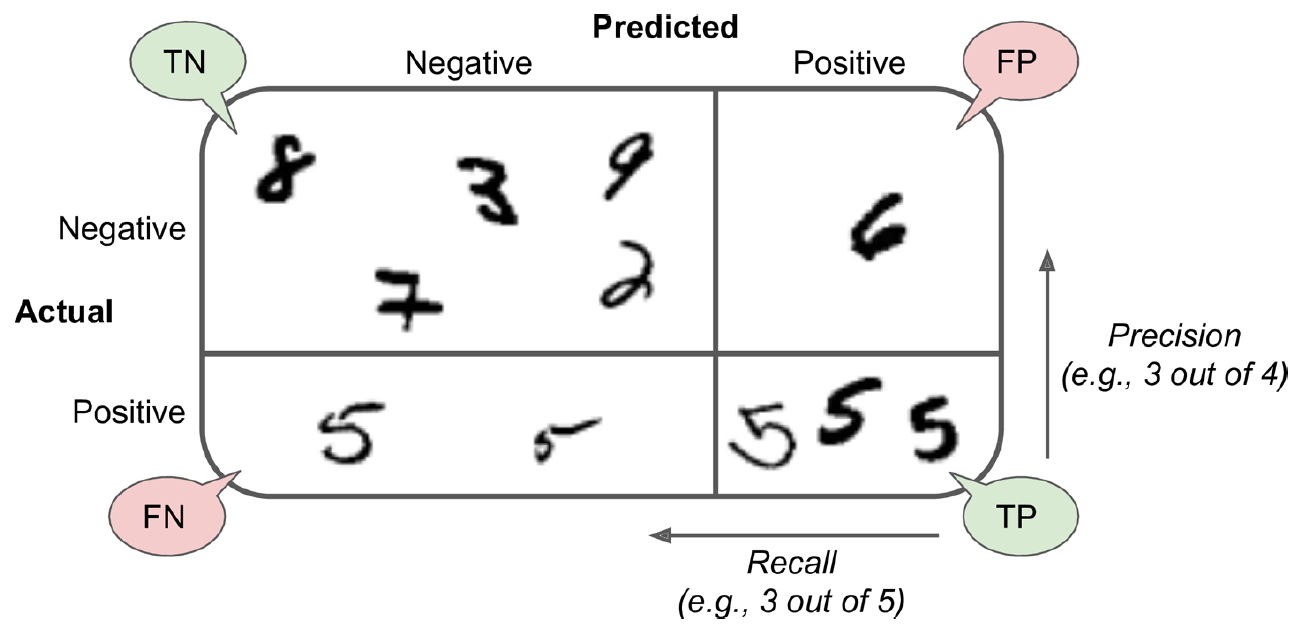 Predicted
TN
Negative
Positive
FP
8
3
9
Negative
6
7
2
Actual
Precision
(e.g., 3 out of 4)
Positive
5
5
5
5
5
FN
TP
Recall
(e.g., 3 out of 5)